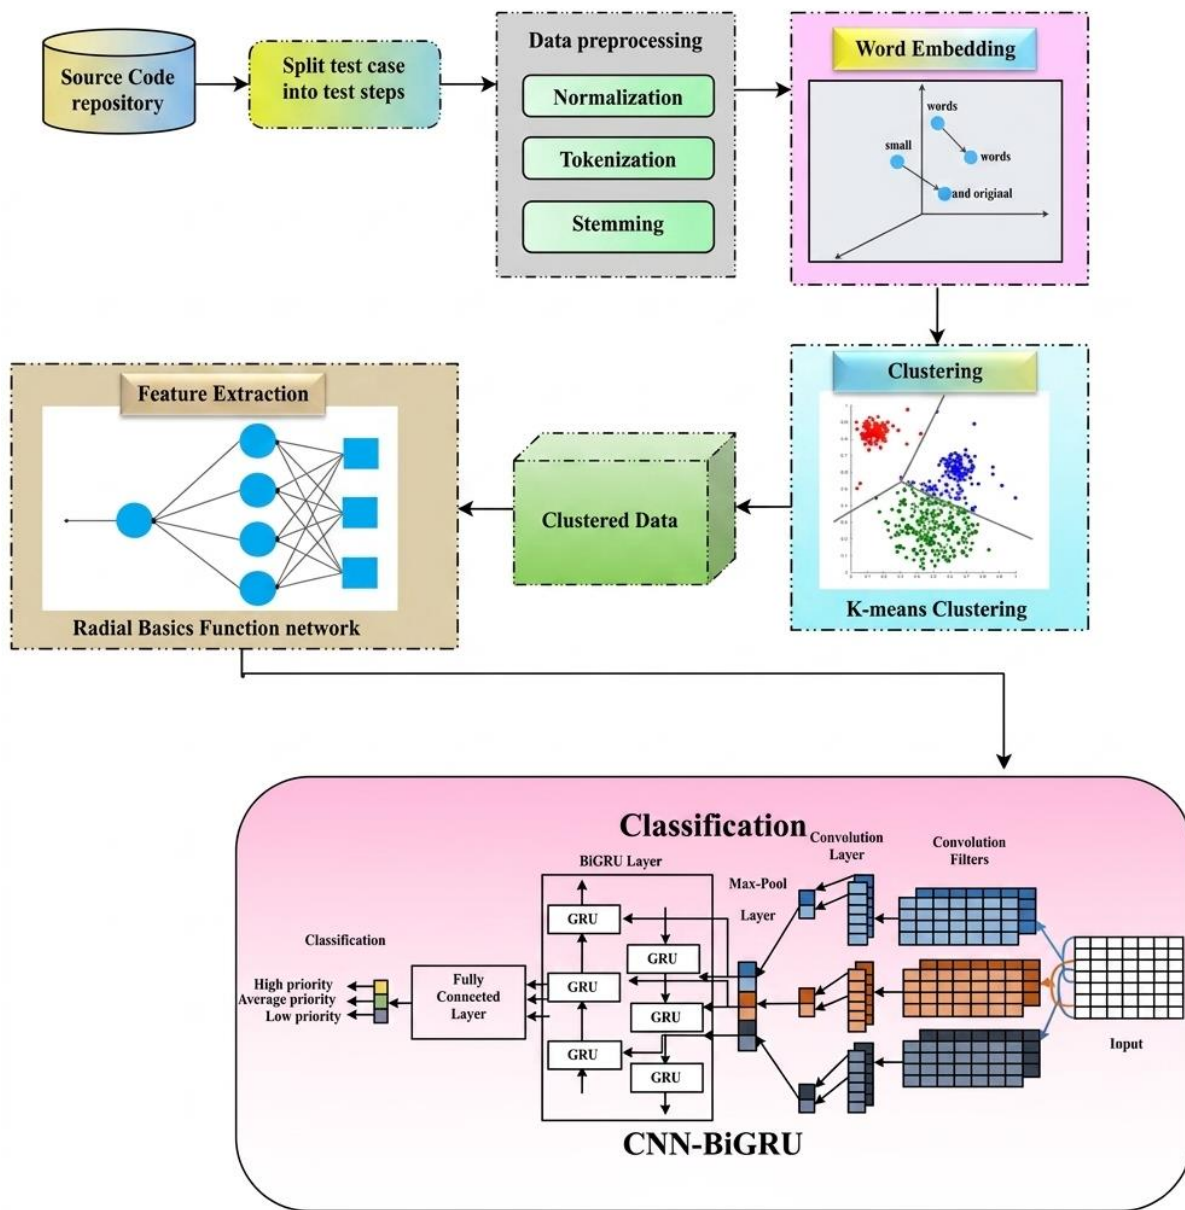 Source Code
repository
Split test case
into test steps
Data preprocessing
Normalization
Tokenization
Stemming
Word Embedding
words
small
words
and origiaal
Clustering
K-means Clustering
Clustered Data
Feature Extraction
Radial Basics Function network
Classification
Convolution
Layer
Convolution
Filters
BiGRU Layer
Max-Pool
Layer
GRU
GRU
GRU
GRU
GRU
GRU
Classification
High priority
Average priority
Low priority
Fully
Connected
Layer
Input
CNN-BiGRU